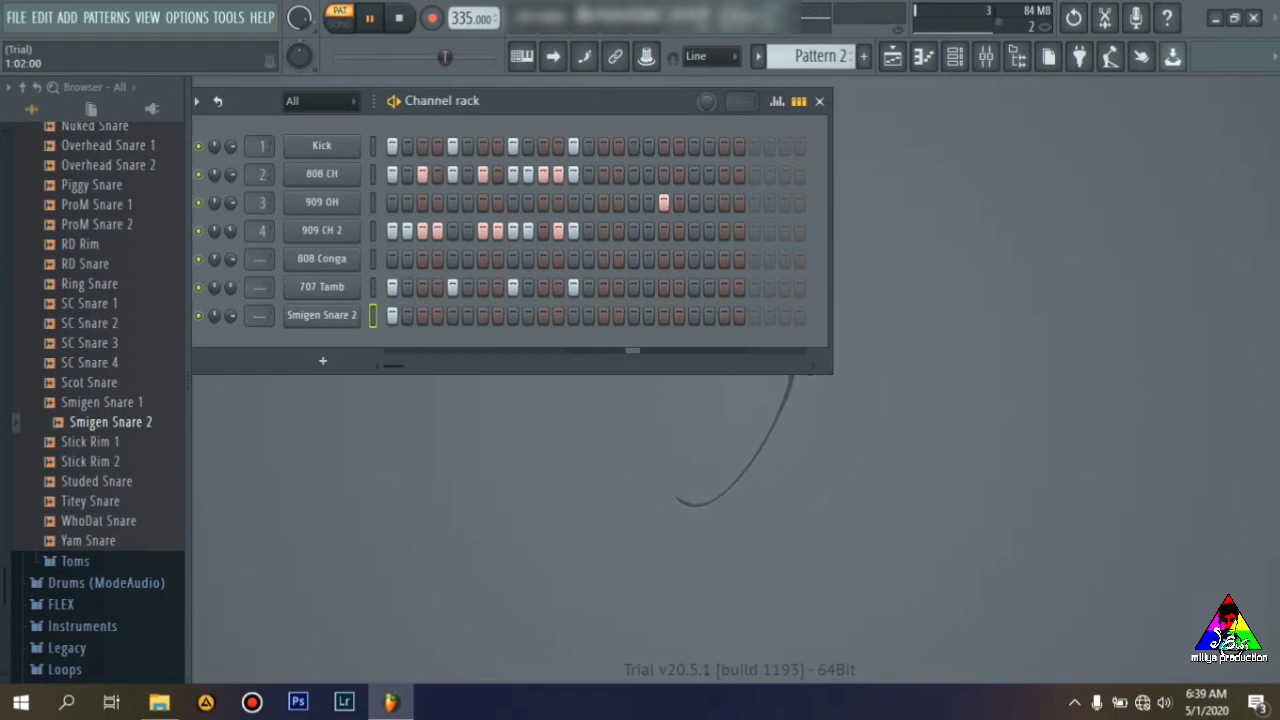 FILE EDIT ADD PATTERNS VIEW OPTIONS TOOLS HELP
PAT
SONG
335.000
3
84 MB
2
(Trial)
1:02:00
Line
Pattern 2
Browser - All
All
Channel rack
Nuked Snare
Overhead Snare 1
Overhead Snare 2
Piggy Snare
ProM Snare 1
ProM Snare 2
RD Rim
RD Snare
Ring Snare
SC Snare 1
SC Snare 2
SC Snare 3
SC Snare 4
Scot Snare
Smigen Snare 1
Smigen Snare 2
Stick Rim 1
Stick Rim 2
Studed Snare
Titey Snare
WhoDat Snare
Yam Snare
Toms
Drums (ModeAudio)
FLEX
Instruments
Legacy
Loops
1 Kick
2 808 CH
3 909 OH
4 909 CH 2
--- 808 Conga
--- 707 Tamb
--- Smigen Snare 2
+
Trial v20.5.1 [build 1193] - 64Bit
millya production
Ps
Lr
6:39 AM
5/1/2020
3